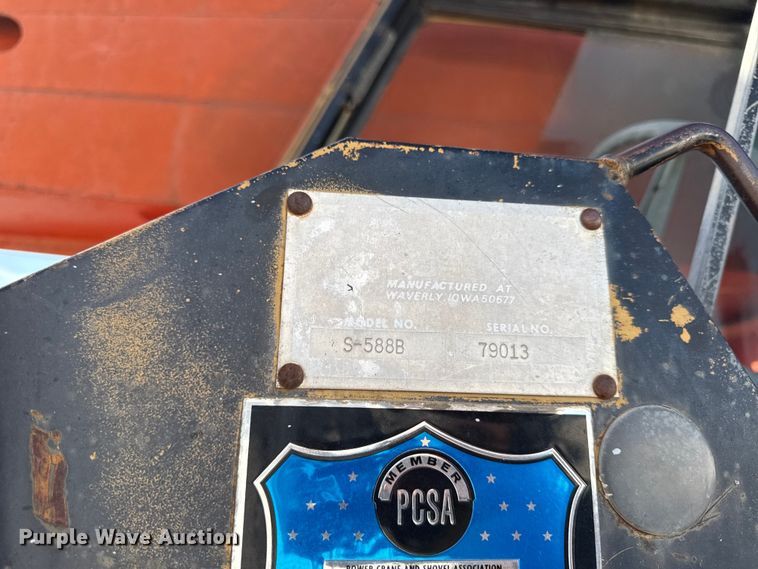 MANUFACTURED AT
WAVERLY, IOWA 50677
MODEL NO. SERIAL NO.
S-588B 79013
MEMBER
PCSA
POWER CRANE AND SHOVEL ASSOCIATION
Purple Wave Auction